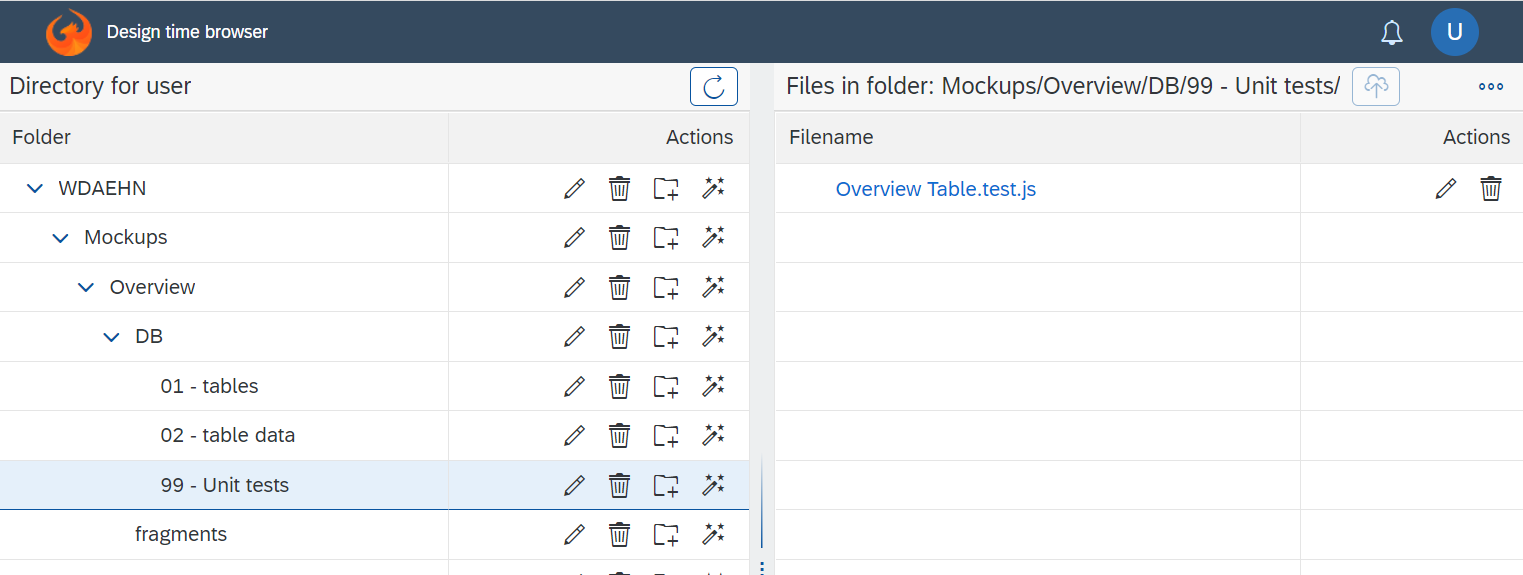 Design time browser
U
Directory for user
Files in folder: Mockups/Overview/DB/99 - Unit tests/
Folder
Actions
Filename
Actions
WDAEHN
Overview Table.test.js
Mockups
Overview
DB
01 - tables
02 - table data
99 - Unit tests
fragments